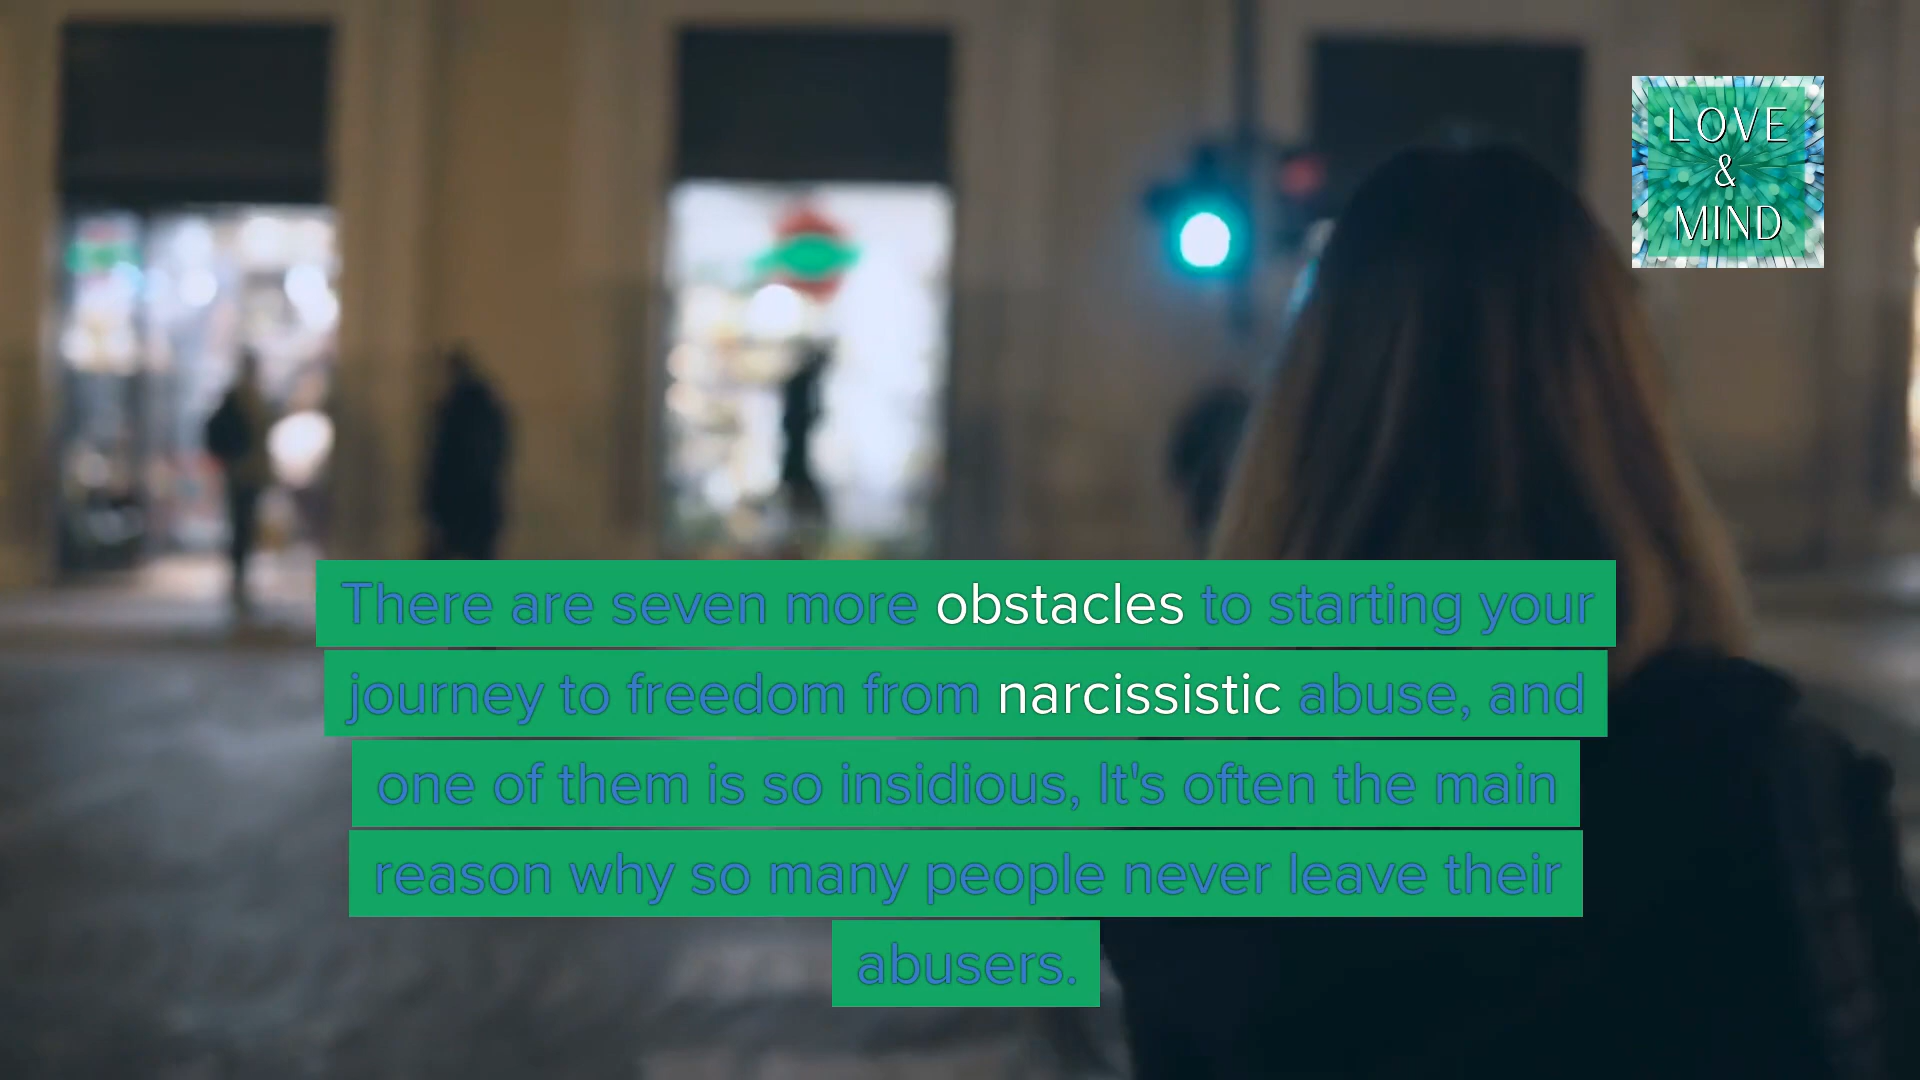 LOVE
&
MIND
There are seven more obstacles to starting your
journey to freedom from narcissistic abuse, and
one of them is so insidious, It's often the main
reason why so many people never leave their
abusers.